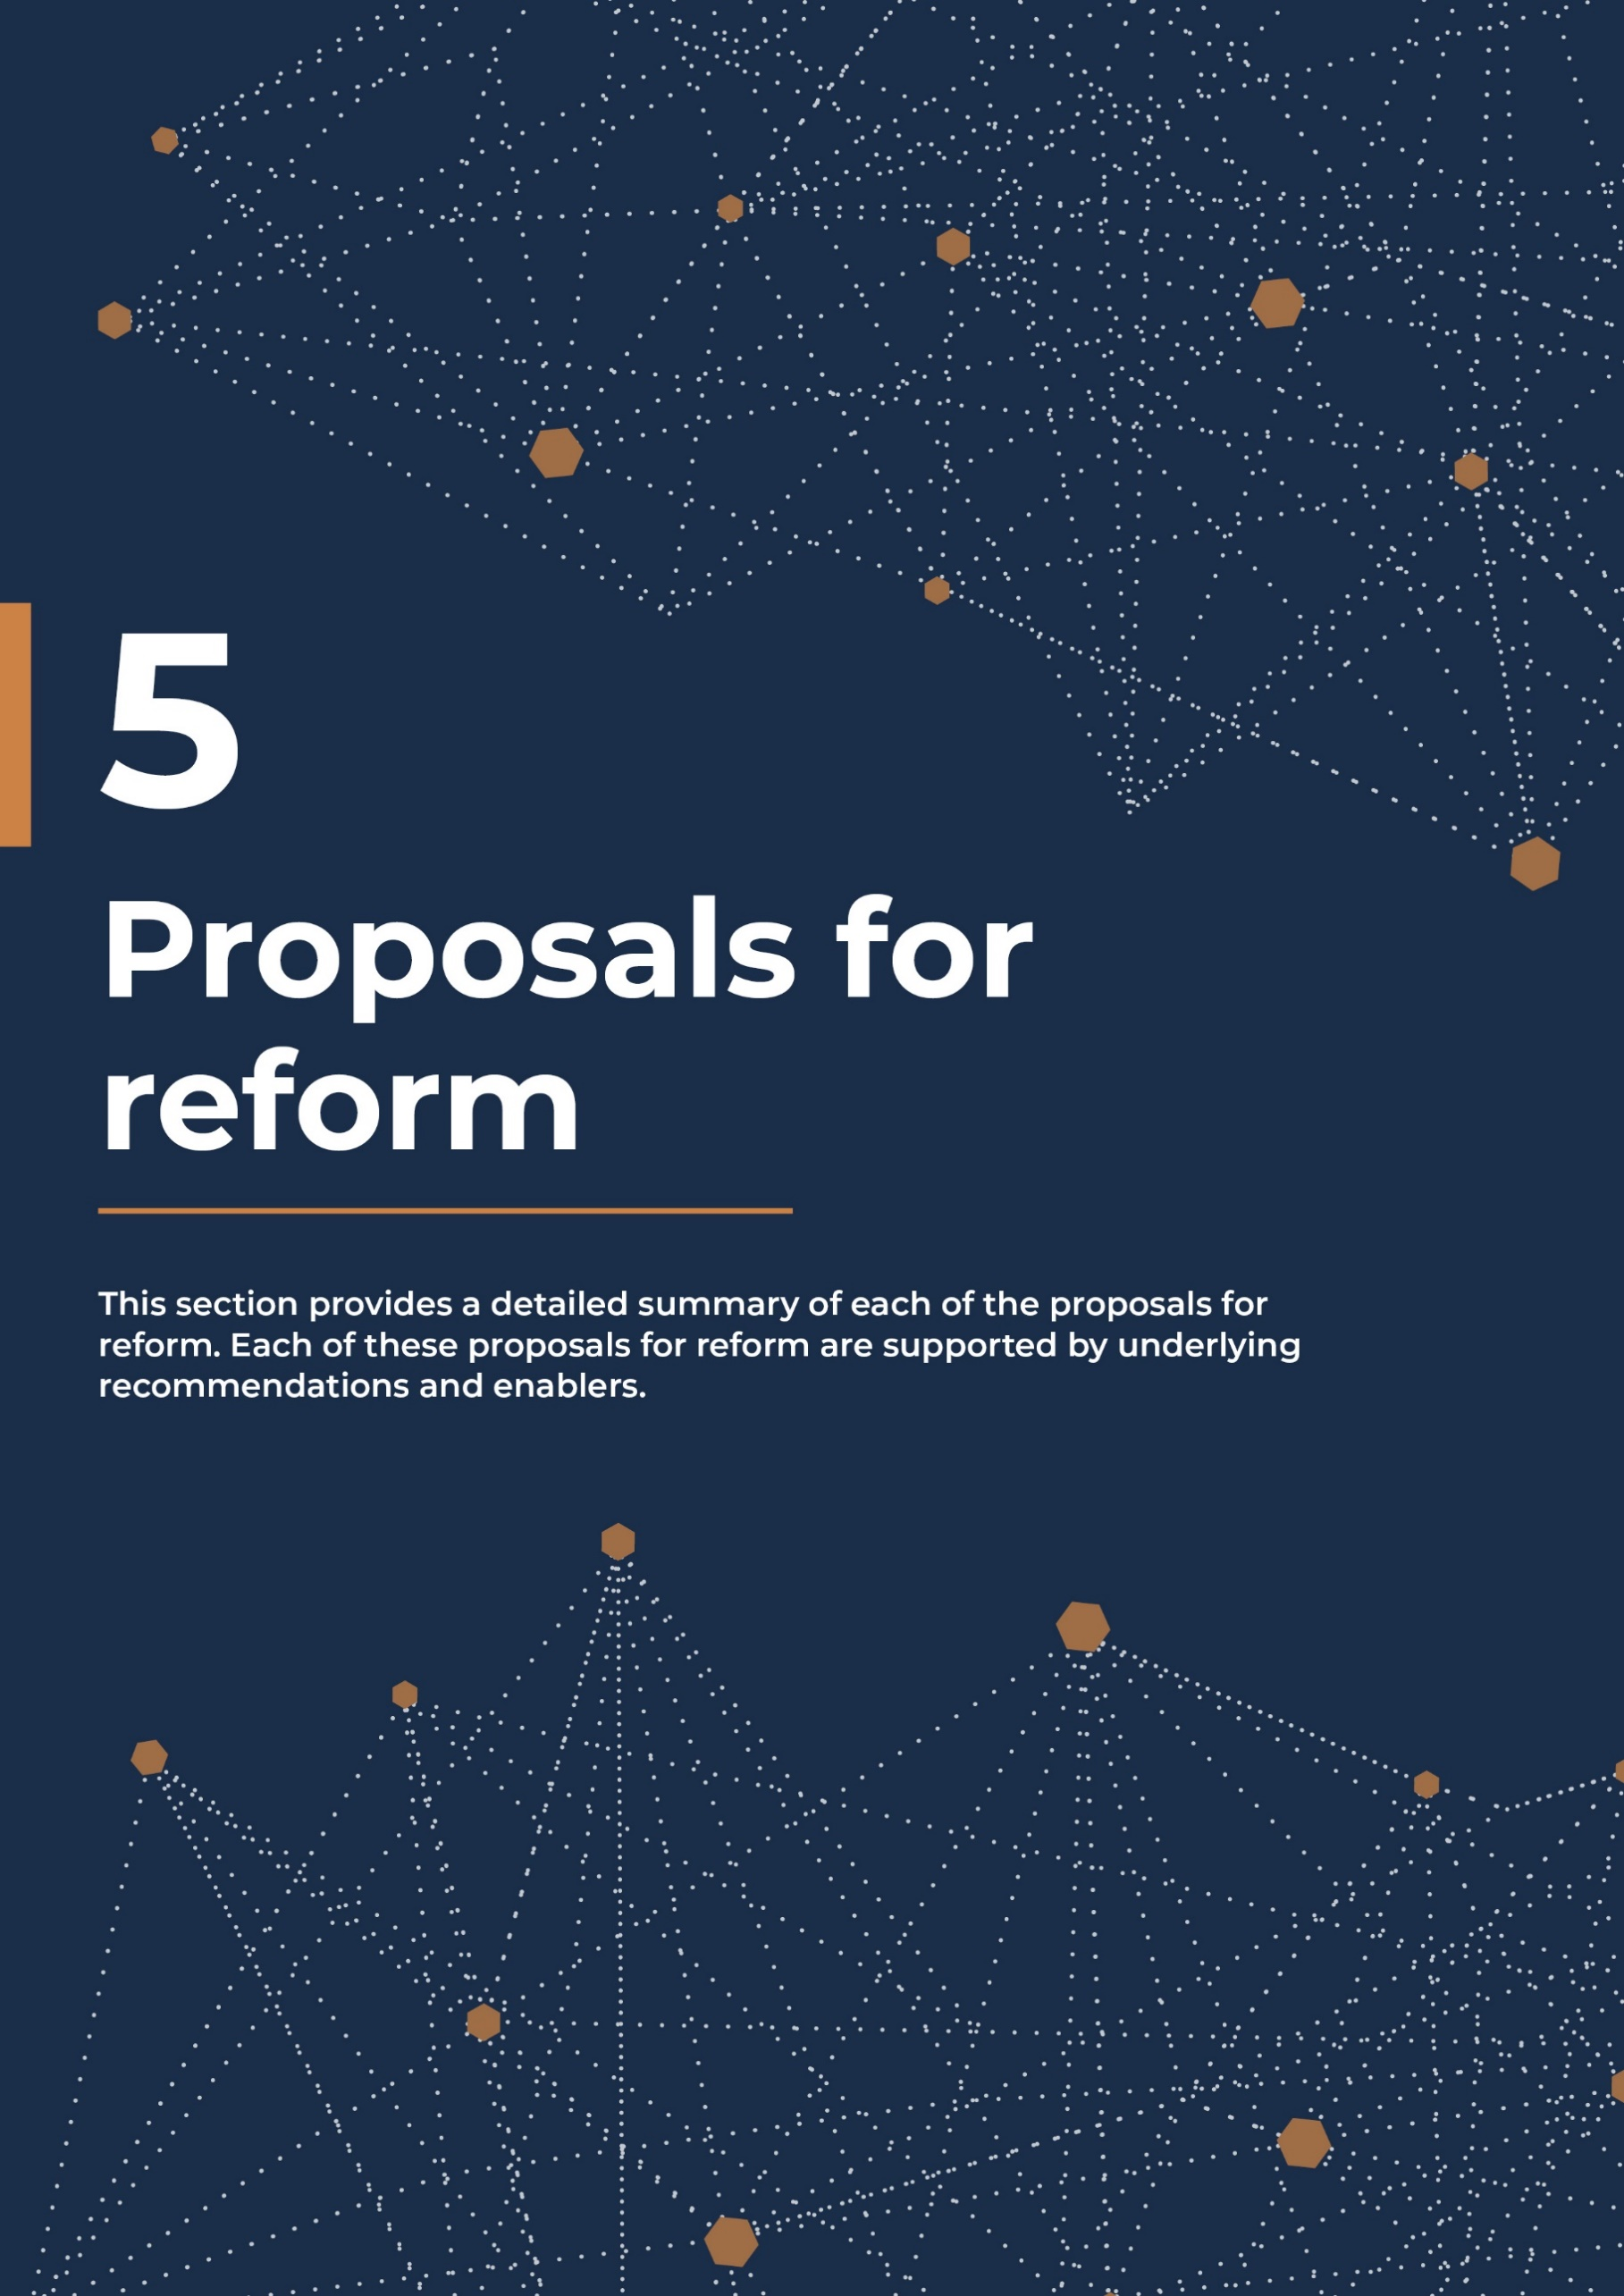 5
Proposals for
reform
This section provides a detailed summary of each of the proposals for
reform. Each of these proposals for reform are supported by underlying
recommendations and enablers.